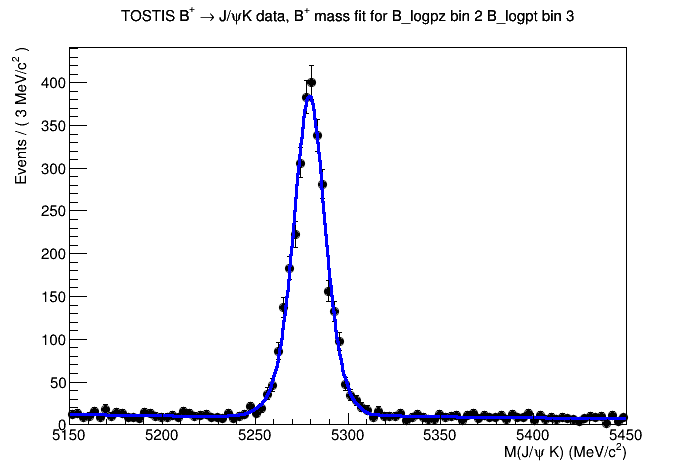 TOSTIS B⁺ → J/ψK data, B⁺ mass fit for B_logpz bin 2 B_logpt bin 3
Events / ( 3 MeV/c² )
400
350
300
250
200
150
100
50
0
5150 5200 5250 5300 5350 5400 5450
M(J/ψ K) (MeV/c²)